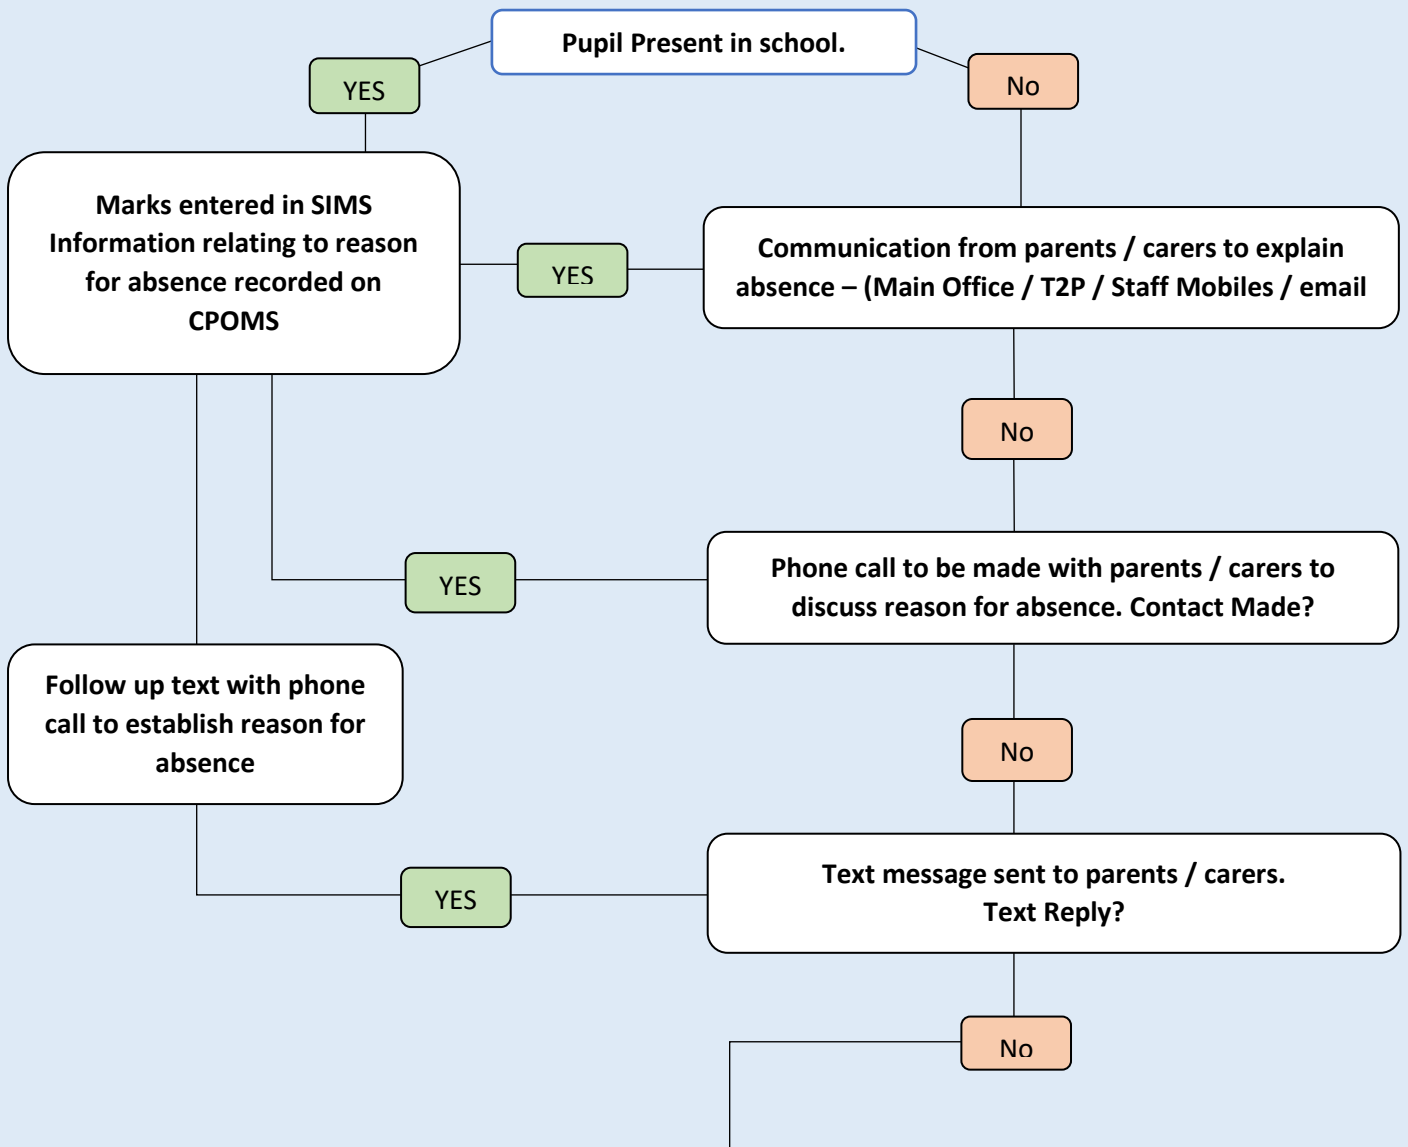 Pupil Present in school.
YES
No
Marks entered in SIMS
Information relating to reason
for absence recorded on
CPOMS
YES
Communication from parents / carers to explain
absence – (Main Office / T2P / Staff Mobiles / email
No
YES
Phone call to be made with parents / carers to
discuss reason for absence. Contact Made?
Follow up text with phone
call to establish reason for
absence
No
YES
Text message sent to parents / carers.
Text Reply?
No